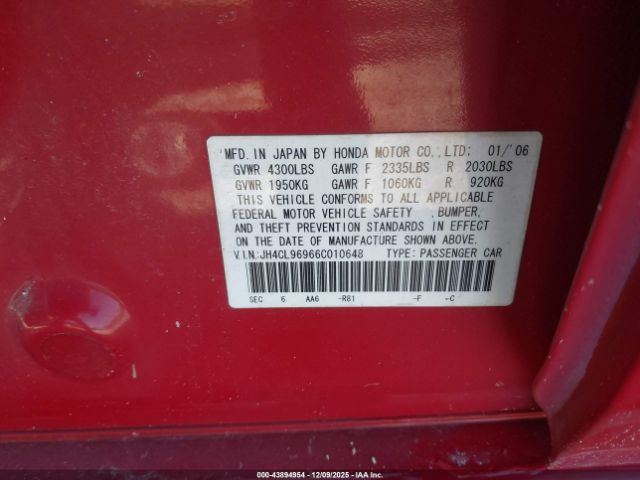 MFD. IN JAPAN BY HONDA MOTOR CO., LTD: 01/'06
GVWR 4300LBS GAWR F 2335LBS R 2030LBS
GVWR 1950KG GAWR F 1060KG R 920KG
THIS VEHICLE CONFORMS TO ALL APPLICABLE
FEDERAL MOTOR VEHICLE SAFETY ,BUMPER,
AND THEFT PREVENTION STANDARDS IN EFFECT
ON THE DATE OF MANUFACTURE SHOWN ABOVE.
V.I.N:JH4CL96966C010648 TYPE: PASSENGER CAR
SEC 6 AA6 -R81 -F -C
000-43894954 - 12/09/2025 - IAA Inc.